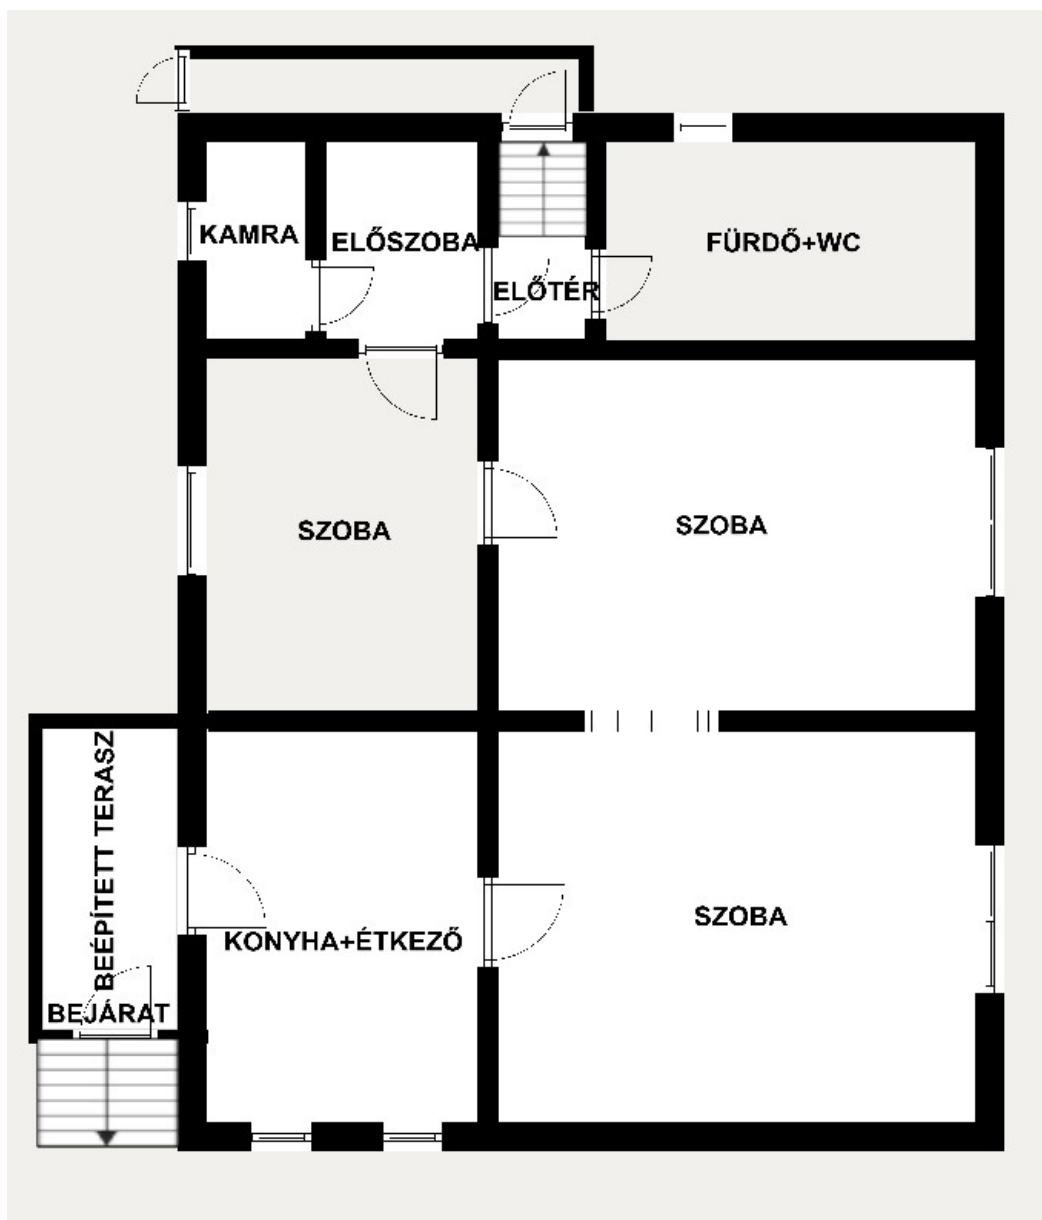 KAMRA
ELŐSZOBA
FÜRDŐ+WC
ELŐTÉR
SZOBA
SZOBA
BEÉPÍTETT TERASZ
SZOBA
KONYHA+ÉTKEZŐ
BEJÁRAT